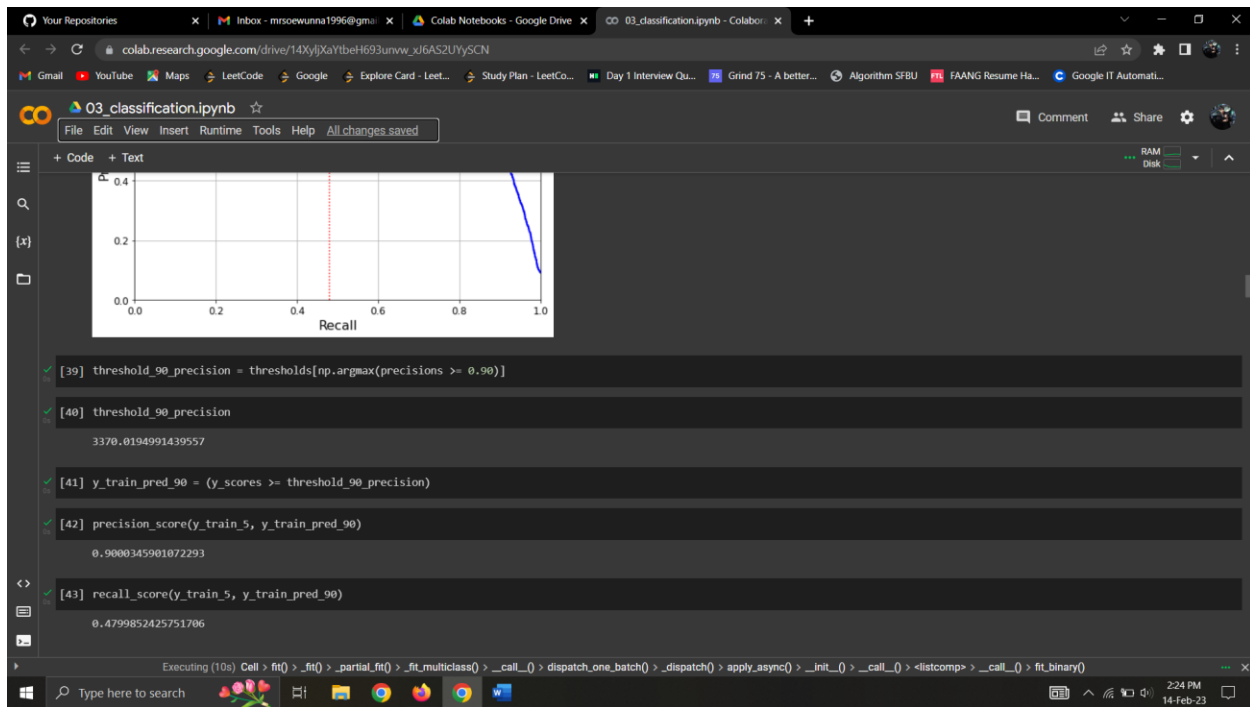 Your Repositories
Inbox - mrsoewunna1996@gmai
Colab Notebooks - Google Drive
03_classification.ipynb - Colabora
colab.research.google.com/drive/14XyljXaYtbeH693unvw_xJ6AS2UYySCN
Gmail YouTube Maps LeetCode Google Explore Card - Leet... Study Plan - LeetCo... Day 1 Interview Qu... 75 Grind 75 - A better... Algorithm SFBU FAANG Resume Ha... Google IT Automati...
03_classification.ipynb
Comment Share
File Edit View Insert Runtime Tools Help All changes saved
+ Code + Text
RAM
Disk
0.4
{x}
0.2
0.0
0.0 0.2 0.4 0.6 0.8 1.0
Recall
[39] threshold_90_precision = thresholds[np.argmax(precisions >= 0.90)]
[40] threshold_90_precision
3370.0194991439557
[41] y_train_pred_90 = (y_scores >= threshold_90_precision)
[42] precision_score(y_train_5, y_train_pred_90)
0.9000345901072293
[43] recall_score(y_train_5, y_train_pred_90)
0.4799852425751706
Executing (10s) Cell > fit() > _fit() > _partial_fit() > _fit_multiclass() > __call__() > dispatch_one_batch() > _dispatch() > apply_async() > __init__() > __call__() > <listcomp> > __call__() > fit_binary()
Type here to search
2:24 PM
14-Feb-23